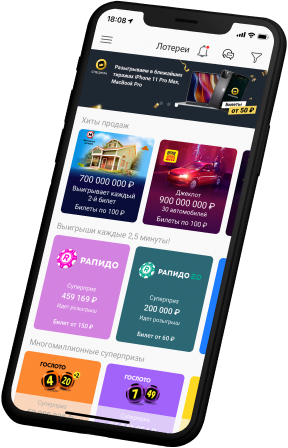 18:08
Лотереи
Разыгрываем в ближайших
тиражах iPhone 11 Pro Max,
MacBook Pro
БИЛЕТЫ
от 50 ₽
Хиты продаж
700 000 000 ₽
Выигрывает каждый
2-й билет
Билеты по 100 ₽
Джекпот
900 000 000 ₽
30 автомобилей
Билеты по 100 ₽
Выигрыши каждые 2,5 минуты!
РАПИДО
Суперприз
459 169 ₽
Идет розыгрыш
Билет от 150 ₽
РАПИДО
Суперприз
200 000 ₽
Идет розыгрыш
Билет от 60 ₽
Многомиллионные суперпризы
ГОСЛОТО
4 20 x2
Суперприз
ГОСЛОТО
7 49
Суперприз